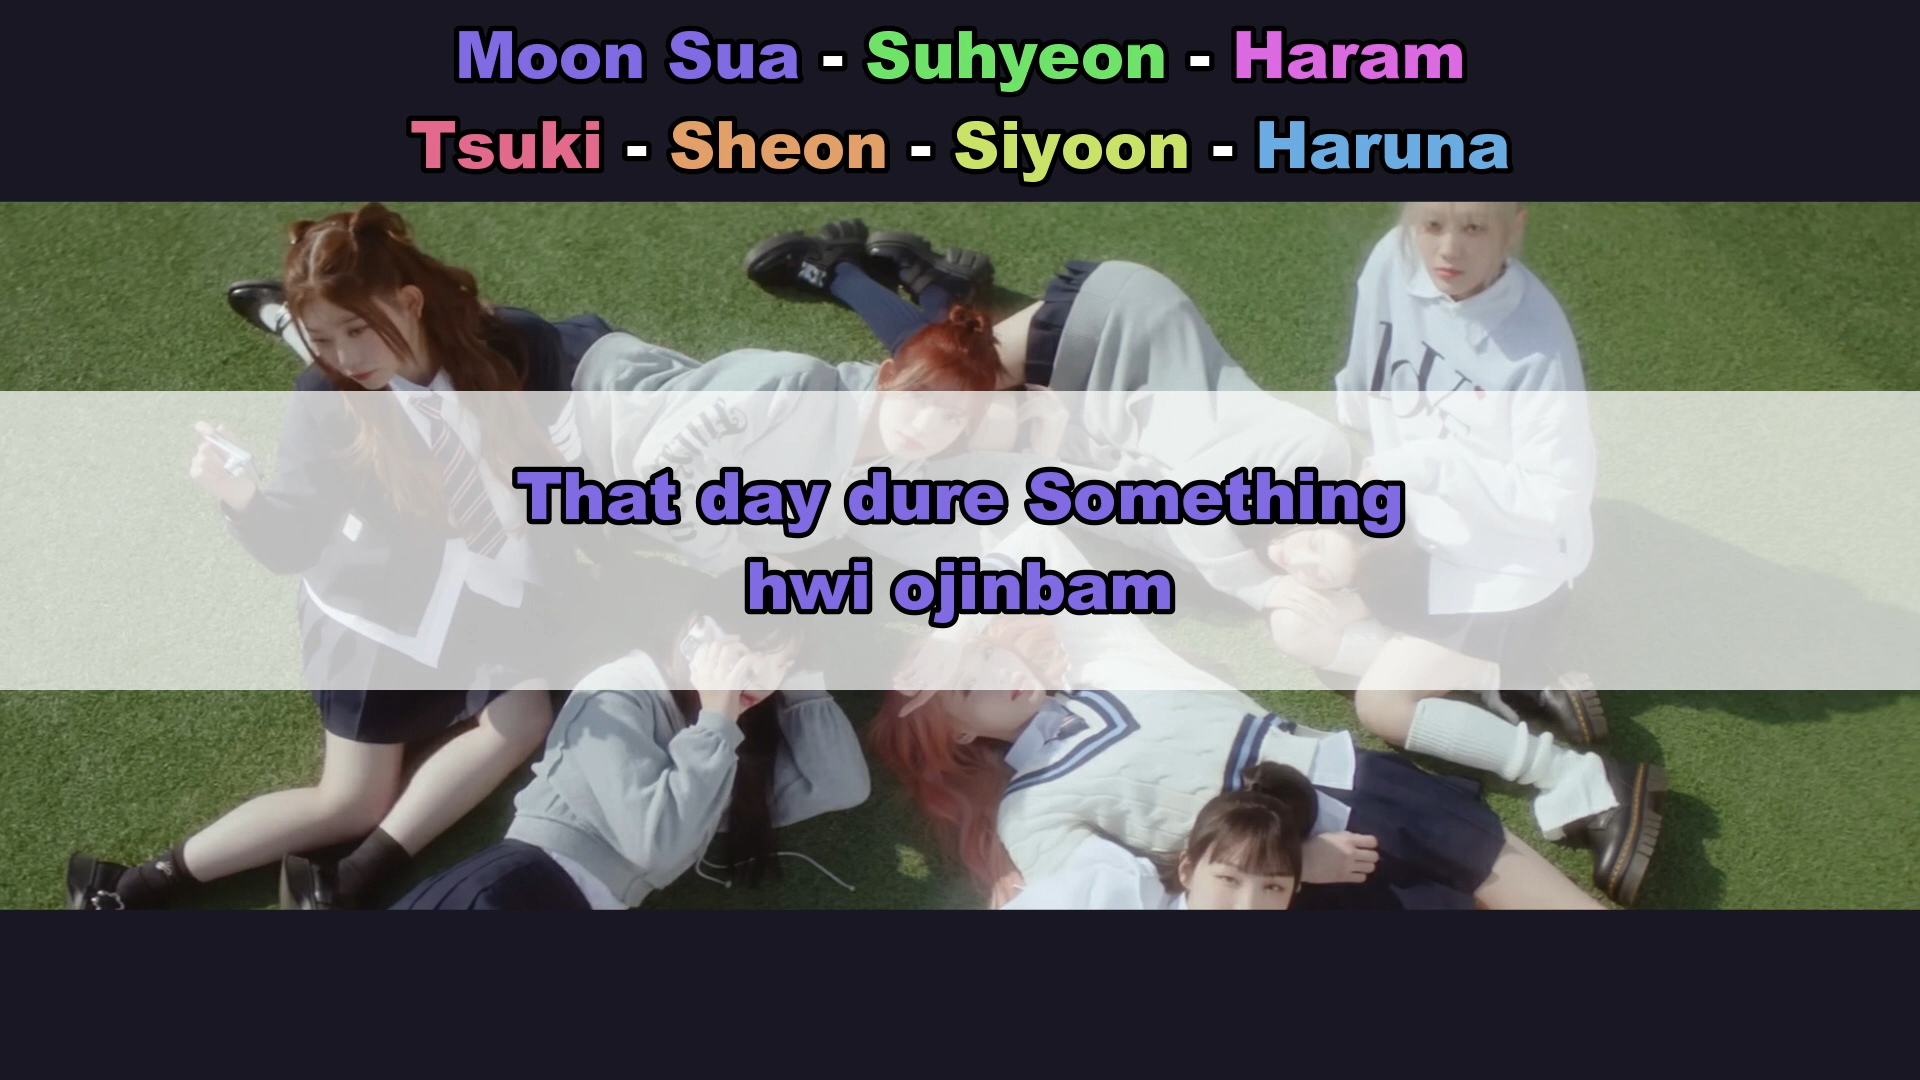 Moon Sua - Suhyeon - Haram
Tsuki - Sheon - Siyoon - Haruna
That day dure Something
hwi ojinbam